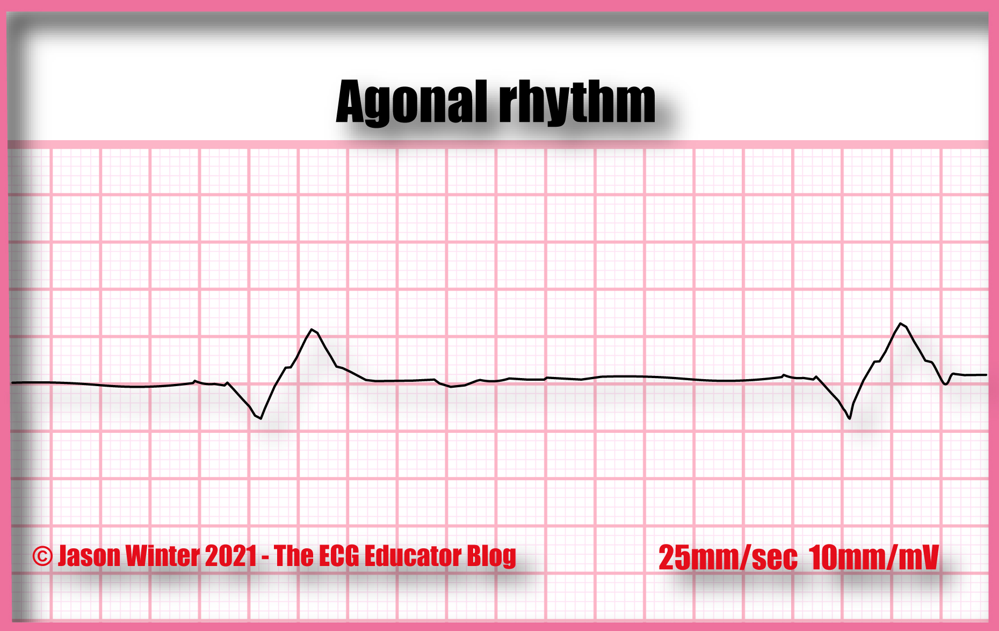 Agonal rhythm
© Jason Winter 2021 - The ECG Educator Blog
25mm/sec 10mm/mV